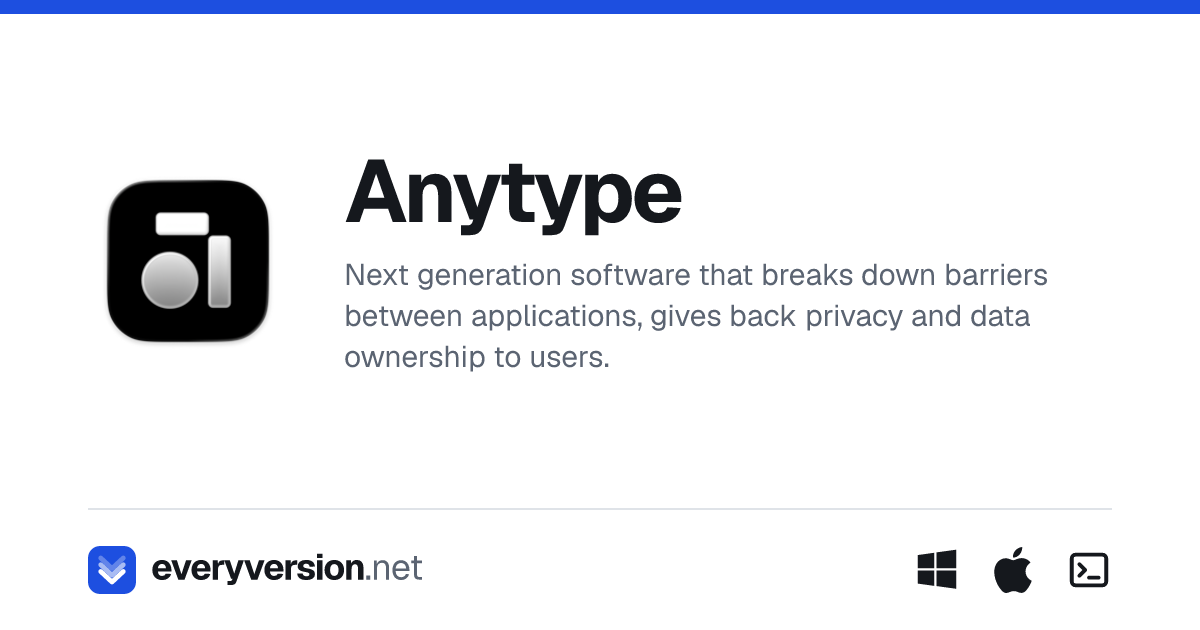 Anytype
Next generation software that breaks down barriers
between applications, gives back privacy and data
ownership to users.
everyversion.net